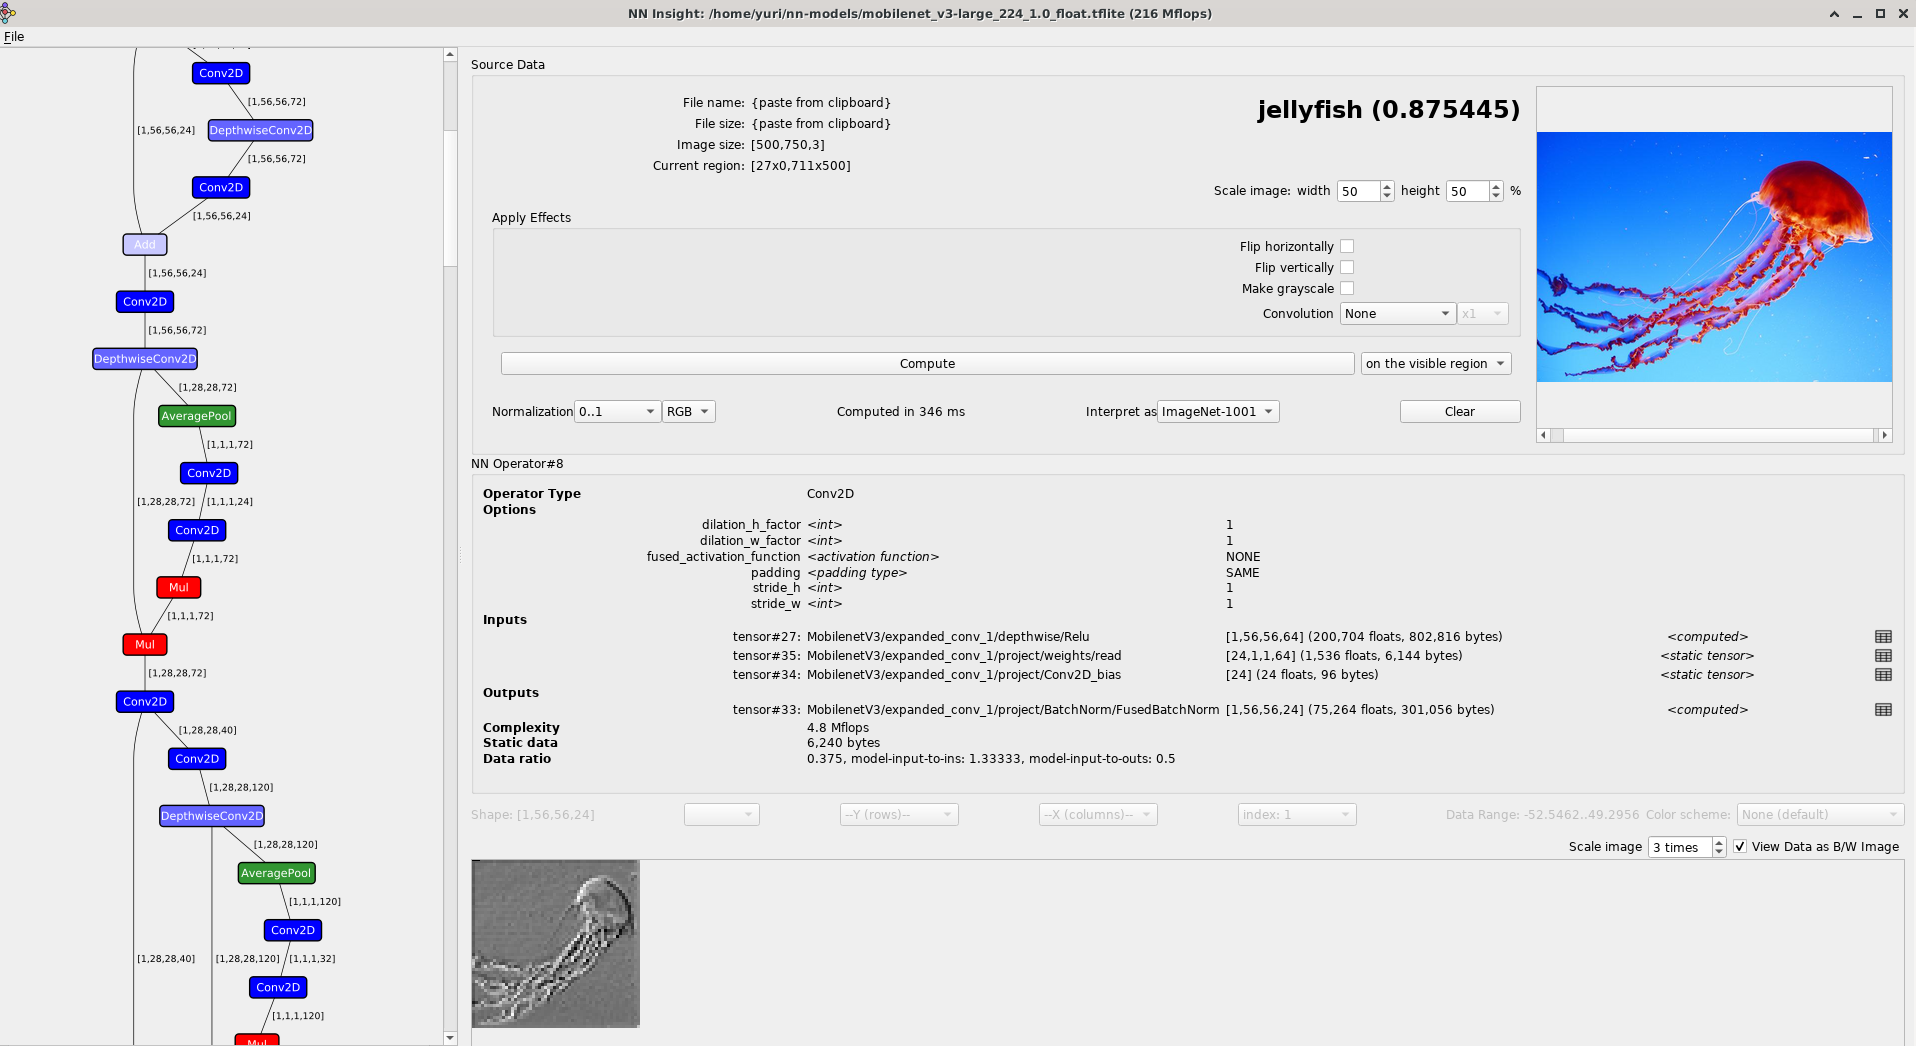 NN Insight: /home/yuri/nn-models/mobilenet_v3-large_224_1.0_float.tflite (216 Mflops)
File
Conv2D
[1,56,56,72]
[1,56,56,24]
DepthwiseConv2D
[1,56,56,72]
Conv2D
[1,56,56,24]
Add
[1,56,56,24]
Conv2D
[1,56,56,72]
DepthwiseConv2D
[1,28,28,72]
AveragePool
[1,1,1,72]
Conv2D
[1,28,28,72] [1,1,1,24]
Conv2D
[1,1,1,72]
Mul
[1,1,1,72]
Mul
[1,28,28,72]
Conv2D
[1,28,28,40]
Conv2D
[1,28,28,120]
DepthwiseConv2D
[1,28,28,120]
AveragePool
[1,1,1,120]
Conv2D
[1,28,28,40] [1,28,28,120] [1,1,1,32]
Conv2D
[1,1,1,120]
Mul
Source Data
File name: {paste from clipboard}
File size: {paste from clipboard}
Image size: [500,750,3]
Current region: [27x0,711x500]
jellyfish (0.875445)
Scale image: width 50 height 50 %
Apply Effects
Flip horizontally
Flip vertically
Make grayscale
Convolution None x1
Compute on the visible region
Normalization 0..1 RGB Computed in 346 ms Interpret as ImageNet-1001 Clear
NN Operator#8
Operator Type Conv2D
Options
dilation_h_factor <int> 1
dilation_w_factor <int> 1
fused_activation_function <activation function> NONE
padding <padding type> SAME
stride_h <int> 1
stride_w <int> 1
Inputs
tensor#27: MobilenetV3/expanded_conv_1/depthwise/Relu [1,56,56,64] (200,704 floats, 802,816 bytes) <computed>
tensor#35: MobilenetV3/expanded_conv_1/project/weights/read [24,1,1,64] (1,536 floats, 6,144 bytes) <static tensor>
tensor#34: MobilenetV3/expanded_conv_1/project/Conv2D_bias [24] (24 floats, 96 bytes) <static tensor>
Outputs
tensor#33: MobilenetV3/expanded_conv_1/project/BatchNorm/FusedBatchNorm [1,56,56,24] (75,264 floats, 301,056 bytes) <computed>
Complexity 4.8 Mflops
Static data 6,240 bytes
Data ratio 0.375, model-input-to-ins: 1.33333, model-input-to-outs: 0.5
Shape: [1,56,56,24] --Y (rows)-- --X (columns)-- index: 1 Data Range: -52.5462..49.2956 Color scheme: None (default)
Scale image 3 times View Data as B/W Image